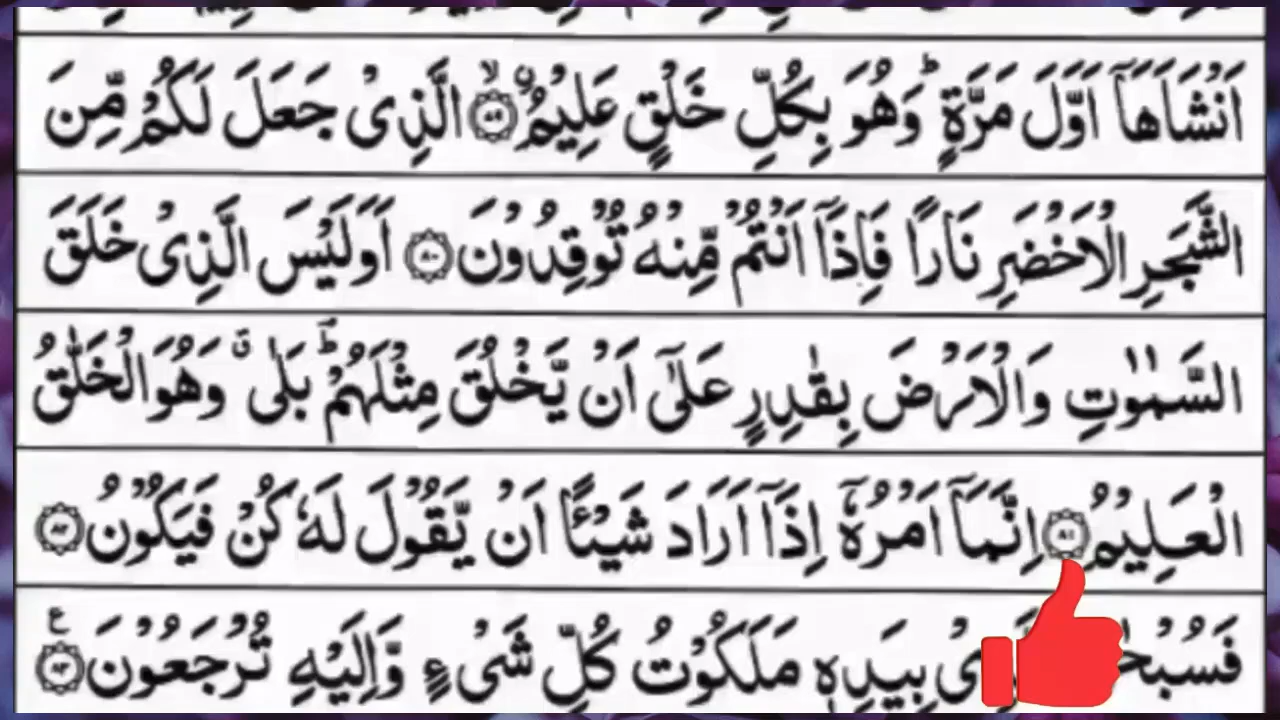 اَنْشَاَهَاۤ اَوَّلَ مَرَّةٍ ؕ وَهُوَ بِكُلِّ خَلْقٍ عَلِیْمُ ۙ﴿۷۹﴾ الَّذِیْ جَعَلَ لَكُمْ مِّنَ
الشَّجَرِ الْاَخْضَرِ نَارًا فَاِذَاۤ اَنْتُمْ مِّنْهُ تُوْقِدُوْنَ ﴿۸۰﴾ اَوَلَیْسَ الَّذِیْ خَلَقَ
السَّمٰوٰتِ وَالْاَرْضَ بِقٰدِرٍ عَلٰۤی اَنْ یَّخْلُقَ مِثْلَهُمْ ؕ بَلٰی ۗ وَهُوَ الْخَلّٰقُ
الْعَلِیْمُ ﴿۸۱﴾ اِنَّمَاۤ اَمْرُهٗۤ اِذَاۤ اَرَادَ شَیْـًٔا اَنْ یَّقُوْلَ لَهٗ كُنْ فَیَكُوْنُ ﴿۸۲﴾
بِیَدِهٖ مَلَكُوْتُ كُلِّ شَیْءٍ وَّاِلَیْهِ تُرْجَعُوْنَ ﴿۸۳﴾ ع